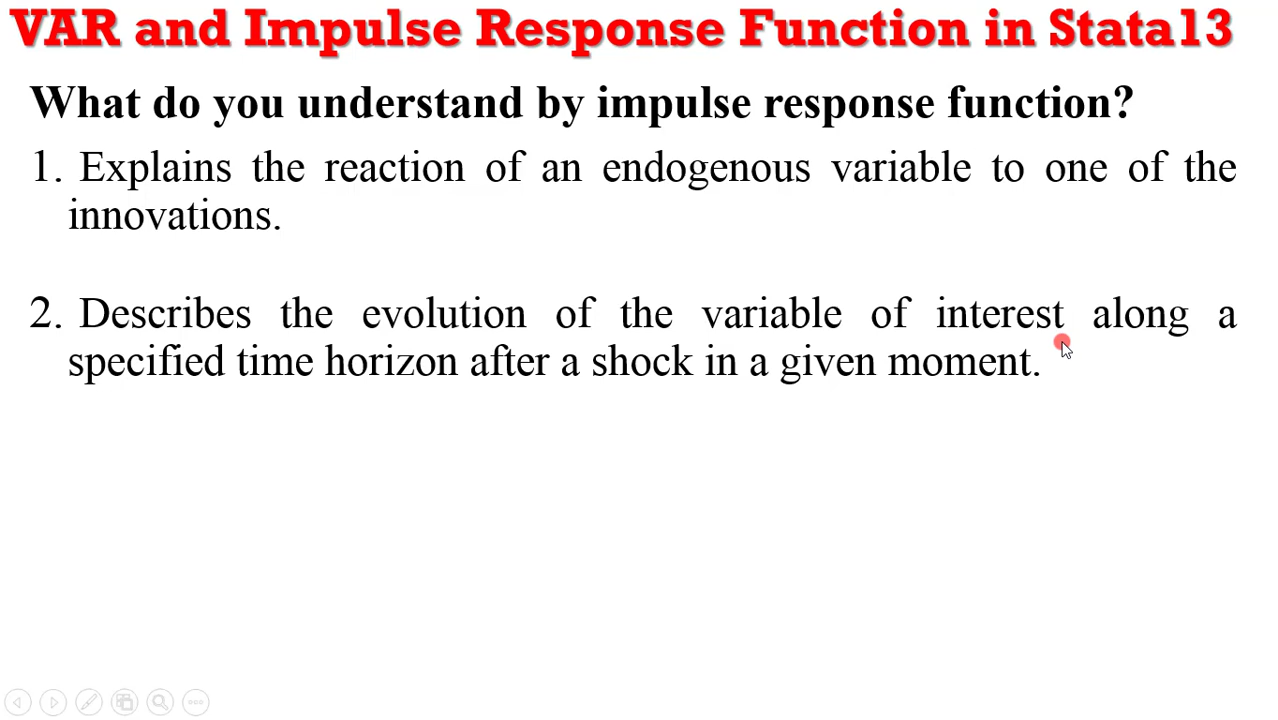 VAR and Impulse Response Function in Stata13
What do you understand by impulse response function?
1. Explains the reaction of an endogenous variable to one of the
innovations.
2. Describes the evolution of the variable of interest along a
specified time horizon after a shock in a given moment.